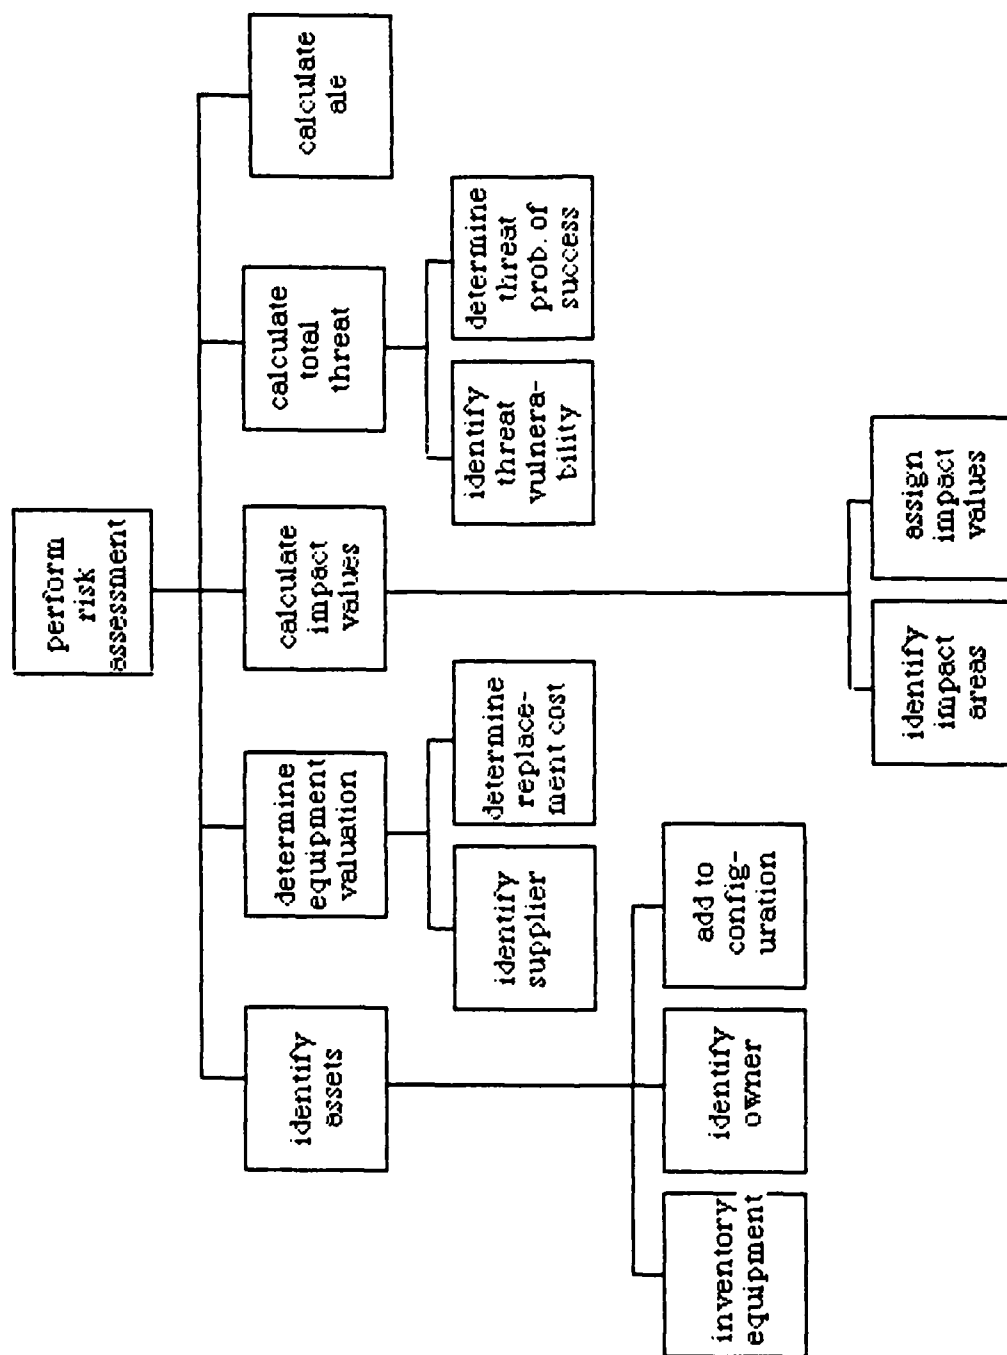 perform
risk
assessment
identify
assets
determine
equipment
valuation
calculate
impact
values
calculate
total
threat
calculate
ale
identify
supplier
determine
replace-
ment cost
identify
threat
vulnera-
bility
determine
threat
prob. of
success
inventory
equipment
identify
owner
add to
config-
uration
identify
impact
areas
assign
impact
values